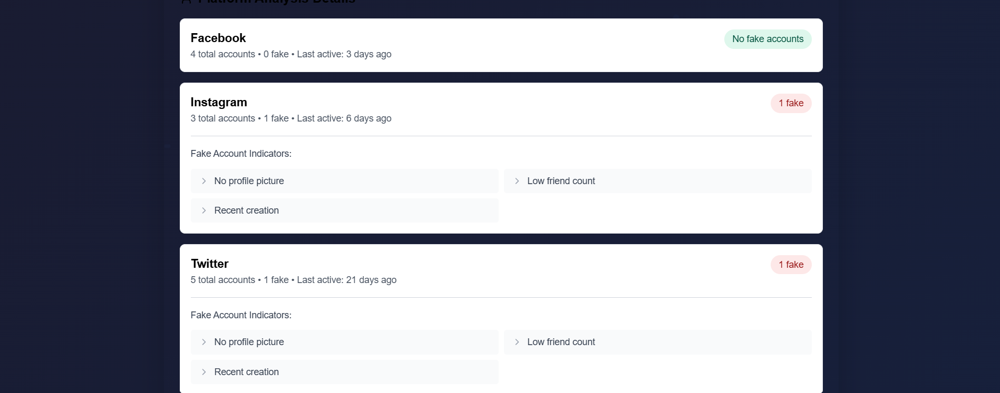 Platform Analysis Details
Facebook
No fake accounts
4 total accounts • 0 fake • Last active: 3 days ago
Instagram
1 fake
3 total accounts • 1 fake • Last active: 6 days ago
Fake Account Indicators:
No profile picture
Low friend count
Recent creation
Twitter
1 fake
5 total accounts • 1 fake • Last active: 21 days ago
Fake Account Indicators:
No profile picture
Low friend count
Recent creation